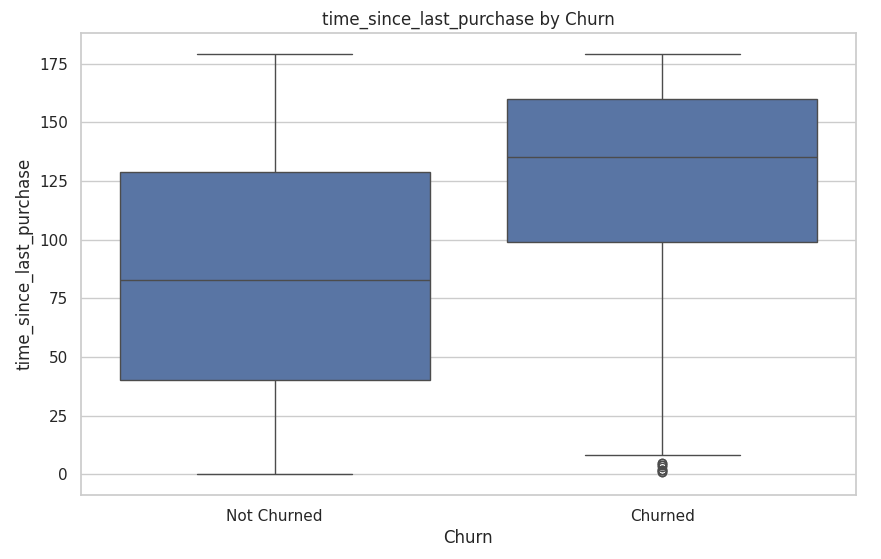 time_since_last_purchase by Churn
time_since_last_purchase
175
150
125
100
75
50
25
0
Not Churned
Churned
Churn